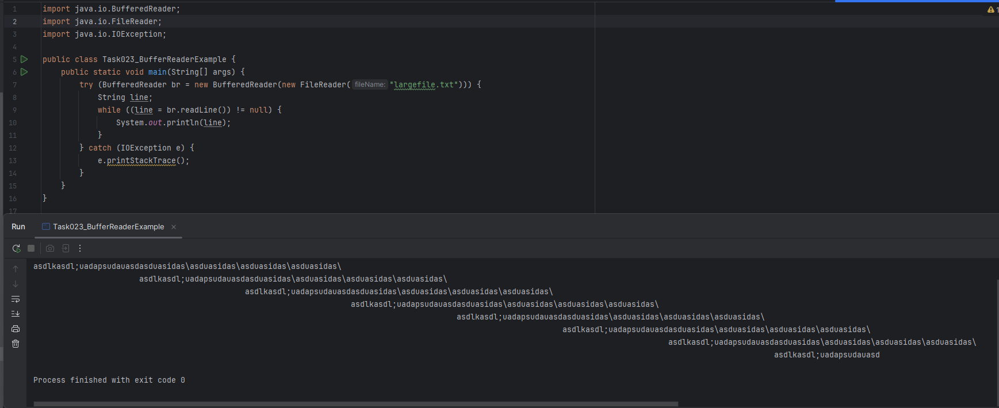 1 import java.io.BufferedReader;
2 import java.io.FileReader;
3 import java.io.IOException;
4
5 public class Task023_BufferReaderExample {
6 public static void main(String[] args) {
7 try (BufferedReader br = new BufferedReader(new FileReader( fileName: "largefile.txt"))) {
8 String line;
9 while ((line = br.readLine()) != null) {
10 System.out.println(line);
11 }
12 } catch (IOException e) {
13 e.printStackTrace();
14 }
15 }
16 }
17
1
Run Task023_BufferReaderExample
asdlkasdl;uadapsudauasdasduasidas\asduasidas\asduasidas\asduasidas\
asdlkasdl;uadapsudauasdasduasidas\asduasidas\asduasidas\asduasidas\
asdlkasdl;uadapsudauasdasduasidas\asduasidas\asduasidas\asduasidas\
asdlkasdl;uadapsudauasdasduasidas\asduasidas\asduasidas\asduasidas\
asdlkasdl;uadapsudauasdasduasidas\asduasidas\asduasidas\asduasidas\
asdlkasdl;uadapsudauasdasduasidas\asduasidas\asduasidas\asduasidas\
asdlkasdl;uadapsudauasdasduasidas\asduasidas\asduasidas\asduasidas\
asdlkasdl;uadapsudauasd
Process finished with exit code 0